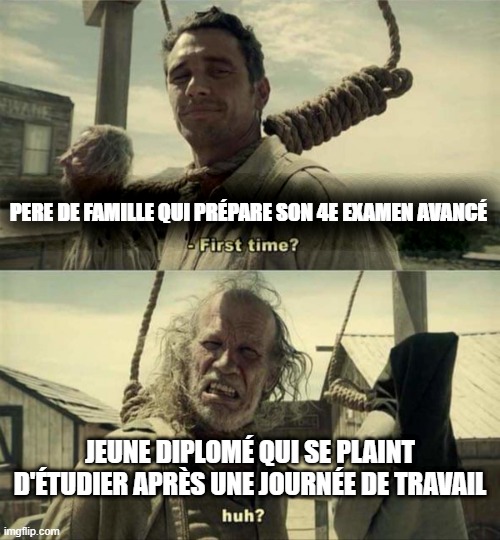 WARE
PERE DE FAMILLE QUI PRÉPARE SON 4E EXAMEN AVANCÉ
- First time?
JEUNE DIPLOMÉ QUI SE PLAINT
D'ÉTUDIER APRÈS UNE JOURNÉE DE TRAVAIL
huh?
imgflip.com